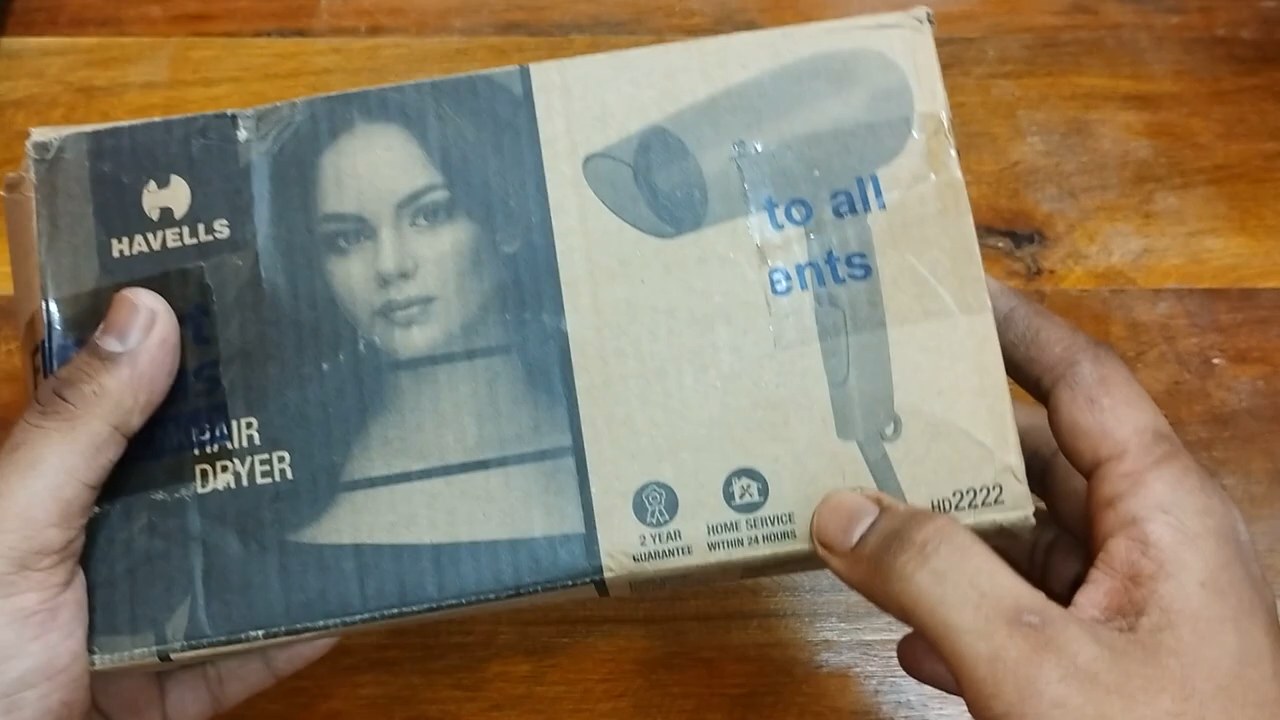 HAVELLS
HAIR
DRYER
to all
ents
2 YEAR
GUARANTEE
HOME SERVICE
WITHIN 24 HOURS
HD2222